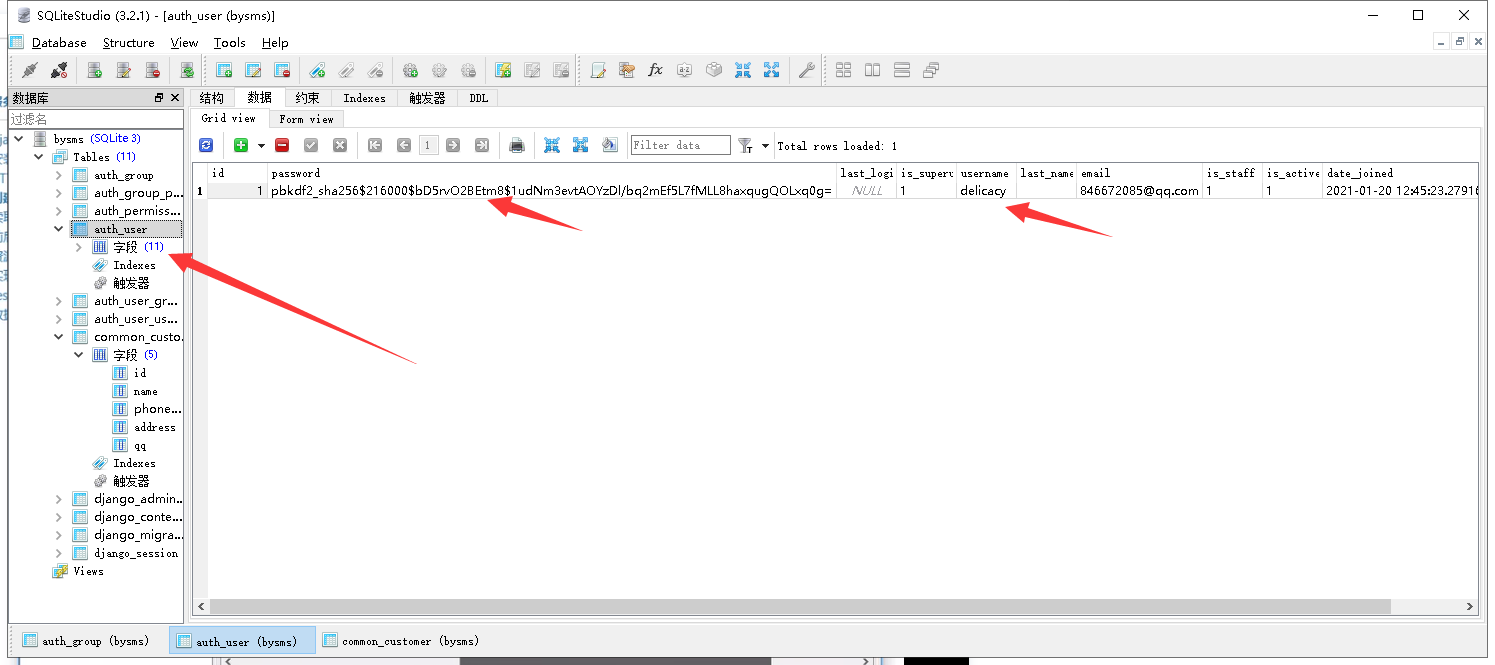 SQLiteStudio (3.2.1) - [auth_user (bysms)]
Database Structure View Tools Help
数据库
过滤名
bysms (SQLite 3)
Tables (11)
auth_group
auth_group_p...
auth_permiss...
auth_user
字段 (11)
Indexes
触发器
auth_user_gr...
auth_user_us...
common_custo.
字段 (5)
id
name
phone...
address
qq
Indexes
触发器
django_admin..
django_conte...
django_migra...
django_session
Views
结构 数据 约束 Indexes 触发器 DDL
Grid view Form view
1 Filter data Total rows loaded: 1
id password last_logi is_superu username last_name email is_staff is_active date_joined
1 1 pbkdf2_sha256$216000$bD5rvO2BEtm8$1udNm3evtAOYzDl/bq2mEf5L7fMLL8haxqugQOLxq0g= NULL 1 delicacy 846672085@qq.com 1 1 2021-01-20 12:45:23.27916
auth_group (bysms) auth_user (bysms) common_customer (bysms)